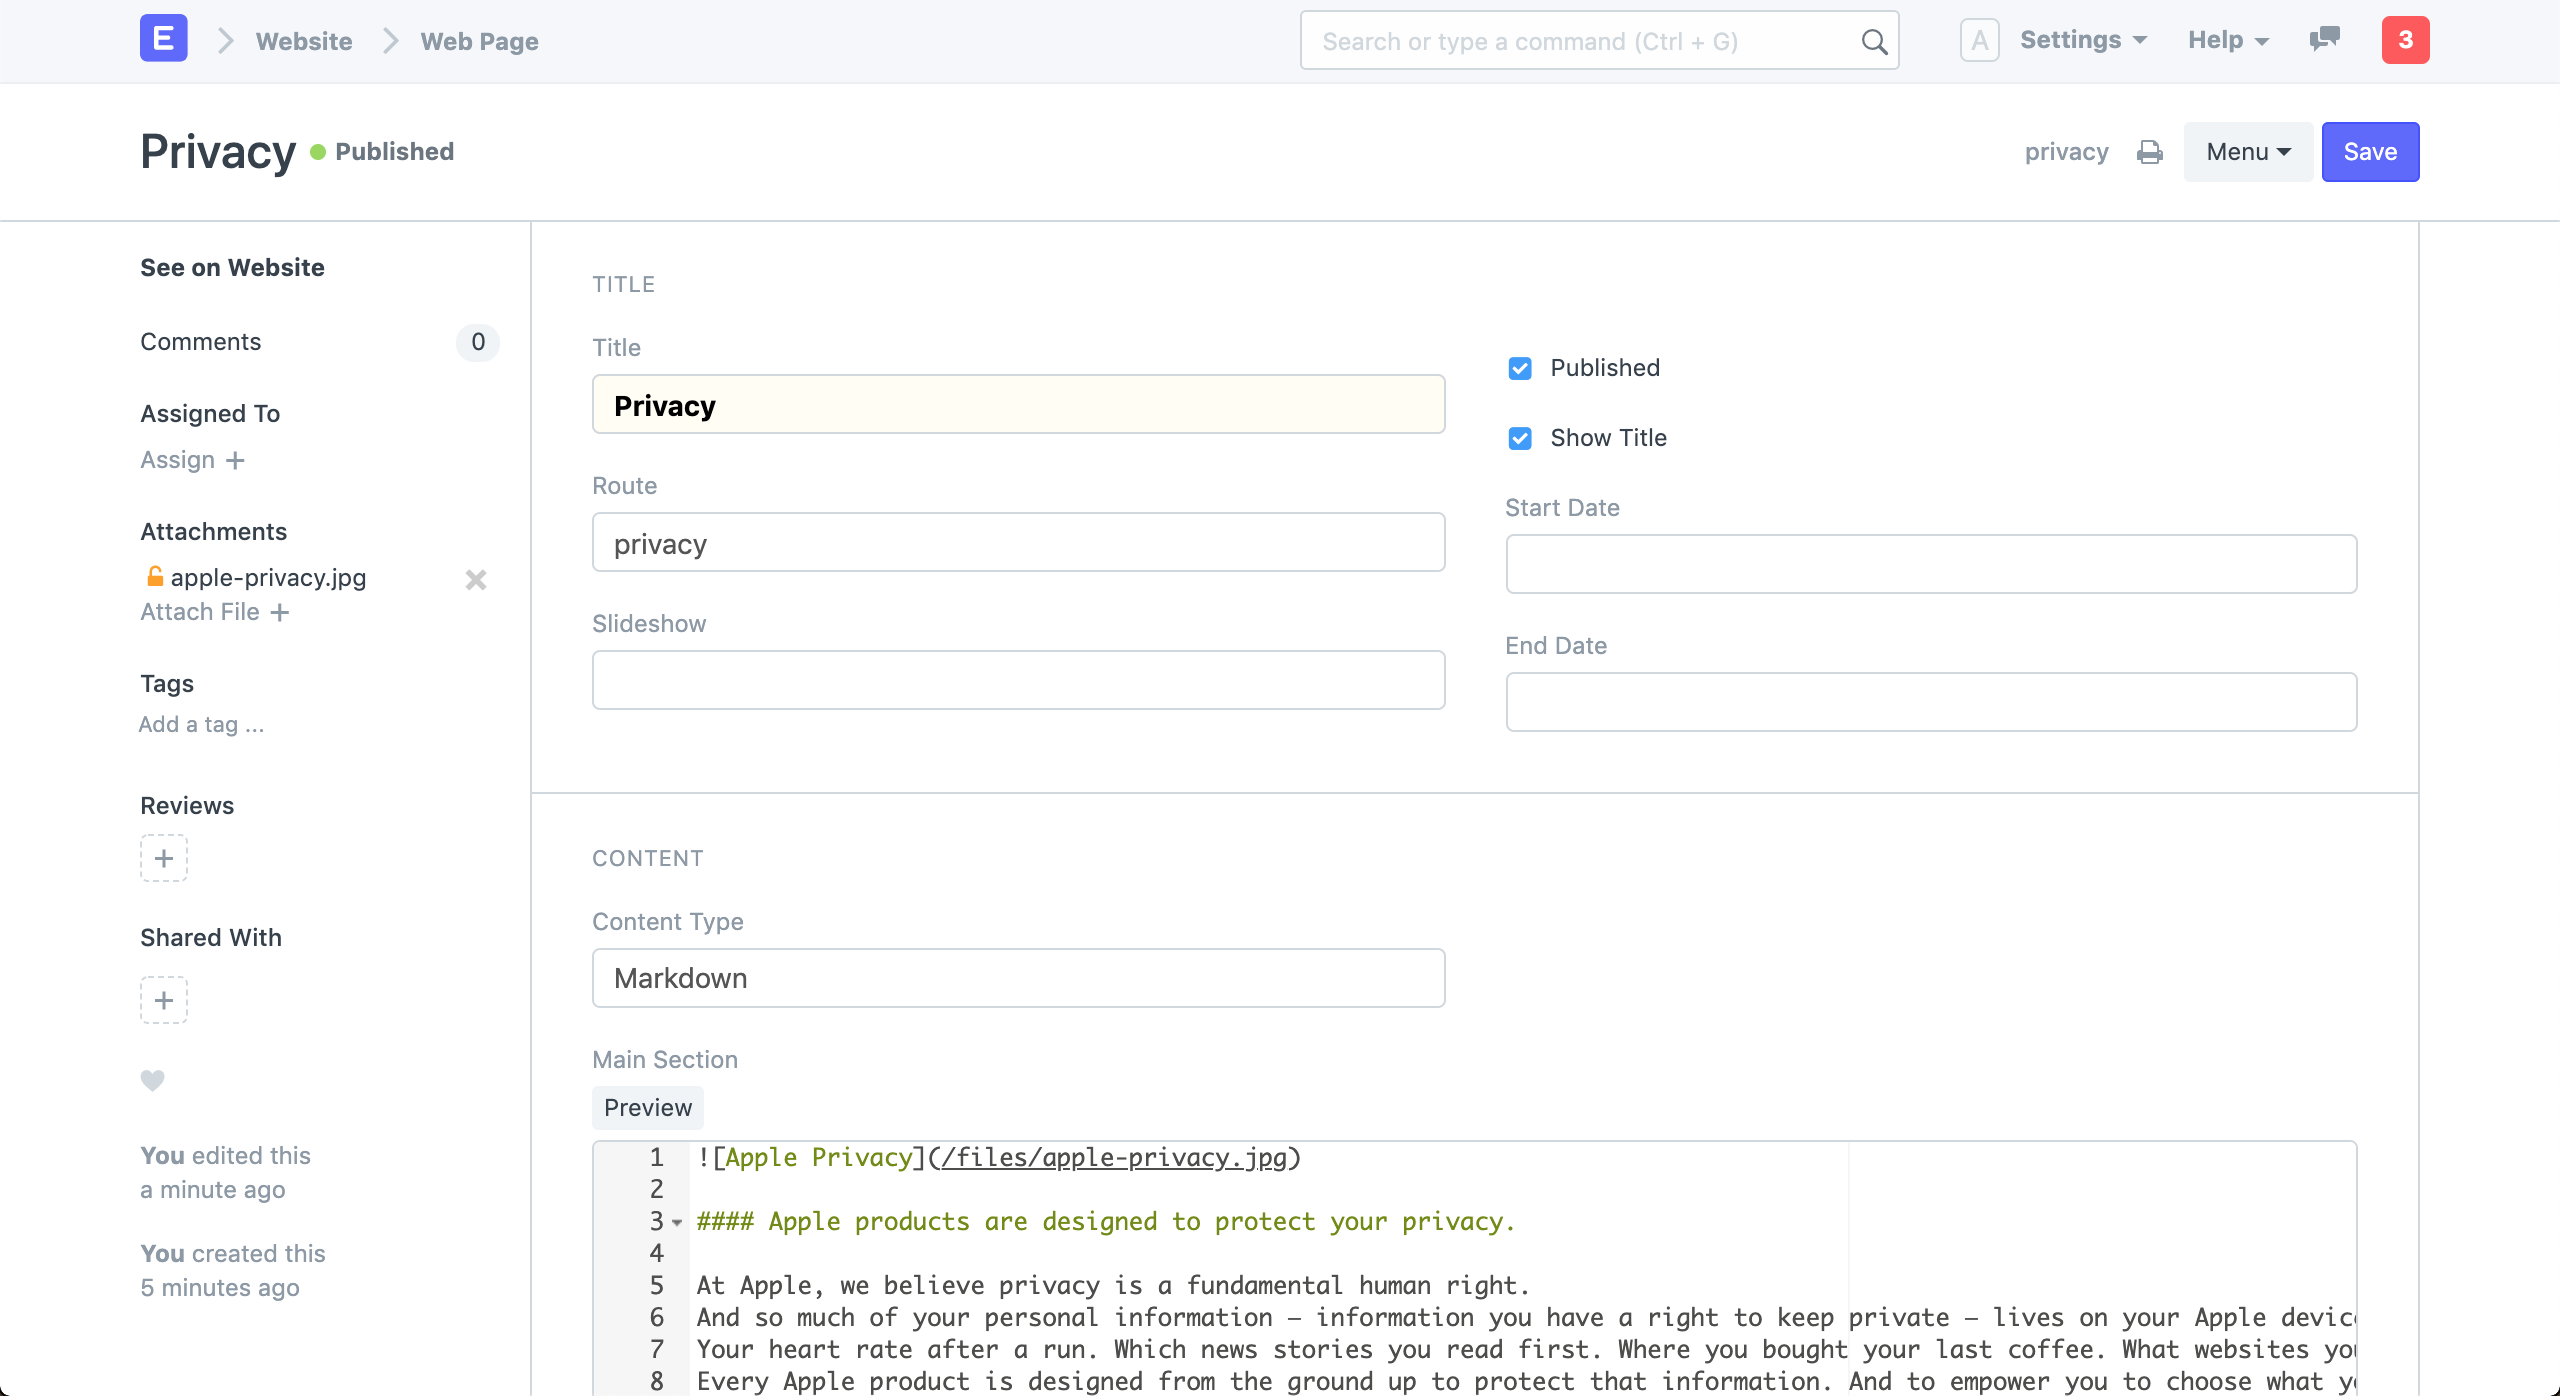 E Website Web Page Search or type a command (Ctrl + G) A Settings Help 3
Privacy Published privacy Menu Save
See on Website
Comments 0
Assigned To
Assign +
Attachments
apple-privacy.jpg
Attach File +
Tags
Add a tag ...
Reviews
+
Shared With
+
You edited this
a minute ago
You created this
5 minutes ago
TITLE
Title
Privacy
Route
privacy
Slideshow
Published
Show Title
Start Date
End Date
CONTENT
Content Type
Markdown
Main Section
Preview
1 ![Apple Privacy](/files/apple-privacy.jpg)
2
3 #### Apple products are designed to protect your privacy.
4
5 At Apple, we believe privacy is a fundamental human right.
6 And so much of your personal information — information you have a right to keep private — lives on your Apple
7 Your heart rate after a run. Which news stories you read first. Where you bought your last coffee. What websites
8 Every Apple product is designed from the ground up to protect that information. And to empower you to choose what